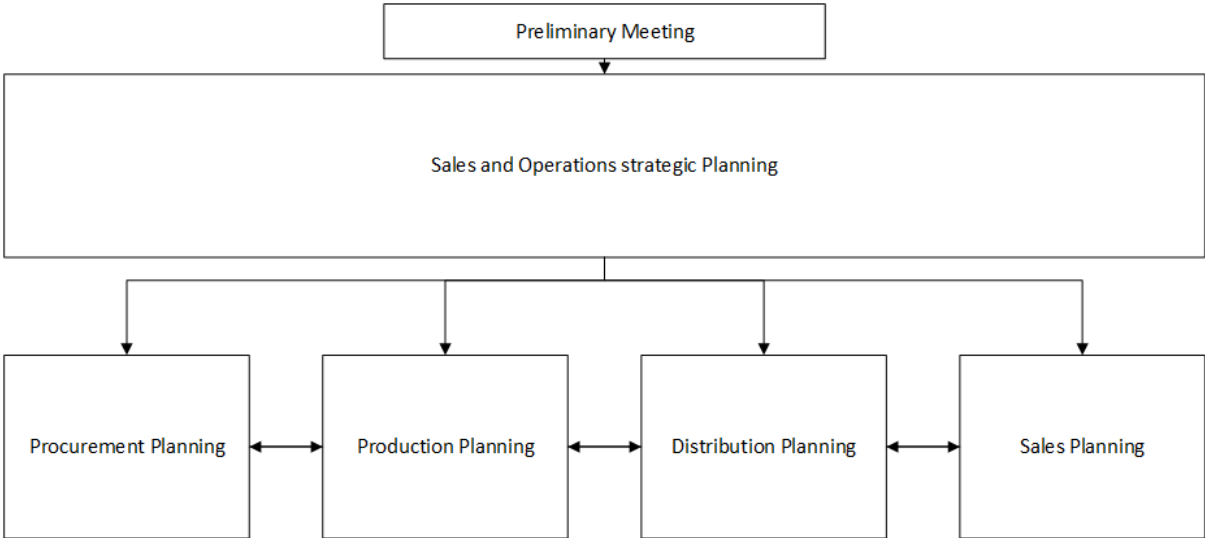 Preliminary Meeting
Sales and Operations strategic Planning
Procurement Planning
Production Planning
Distribution Planning
Sales Planning